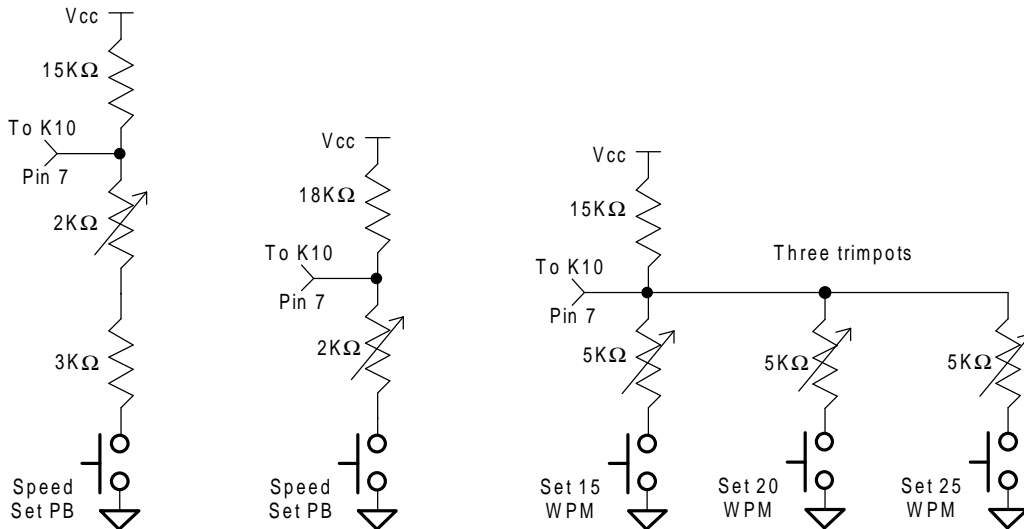 Vcc
15KΩ
To K10
Pin 7
2KΩ
3KΩ
Speed
Set PB
Vcc
18KΩ
To K10
Pin 7
2KΩ
Speed
Set PB
Vcc
15KΩ
To K10
Pin 7
Three trimpots
5KΩ
5KΩ
5KΩ
Set 15
WPM
Set 20
WPM
Set 25
WPM